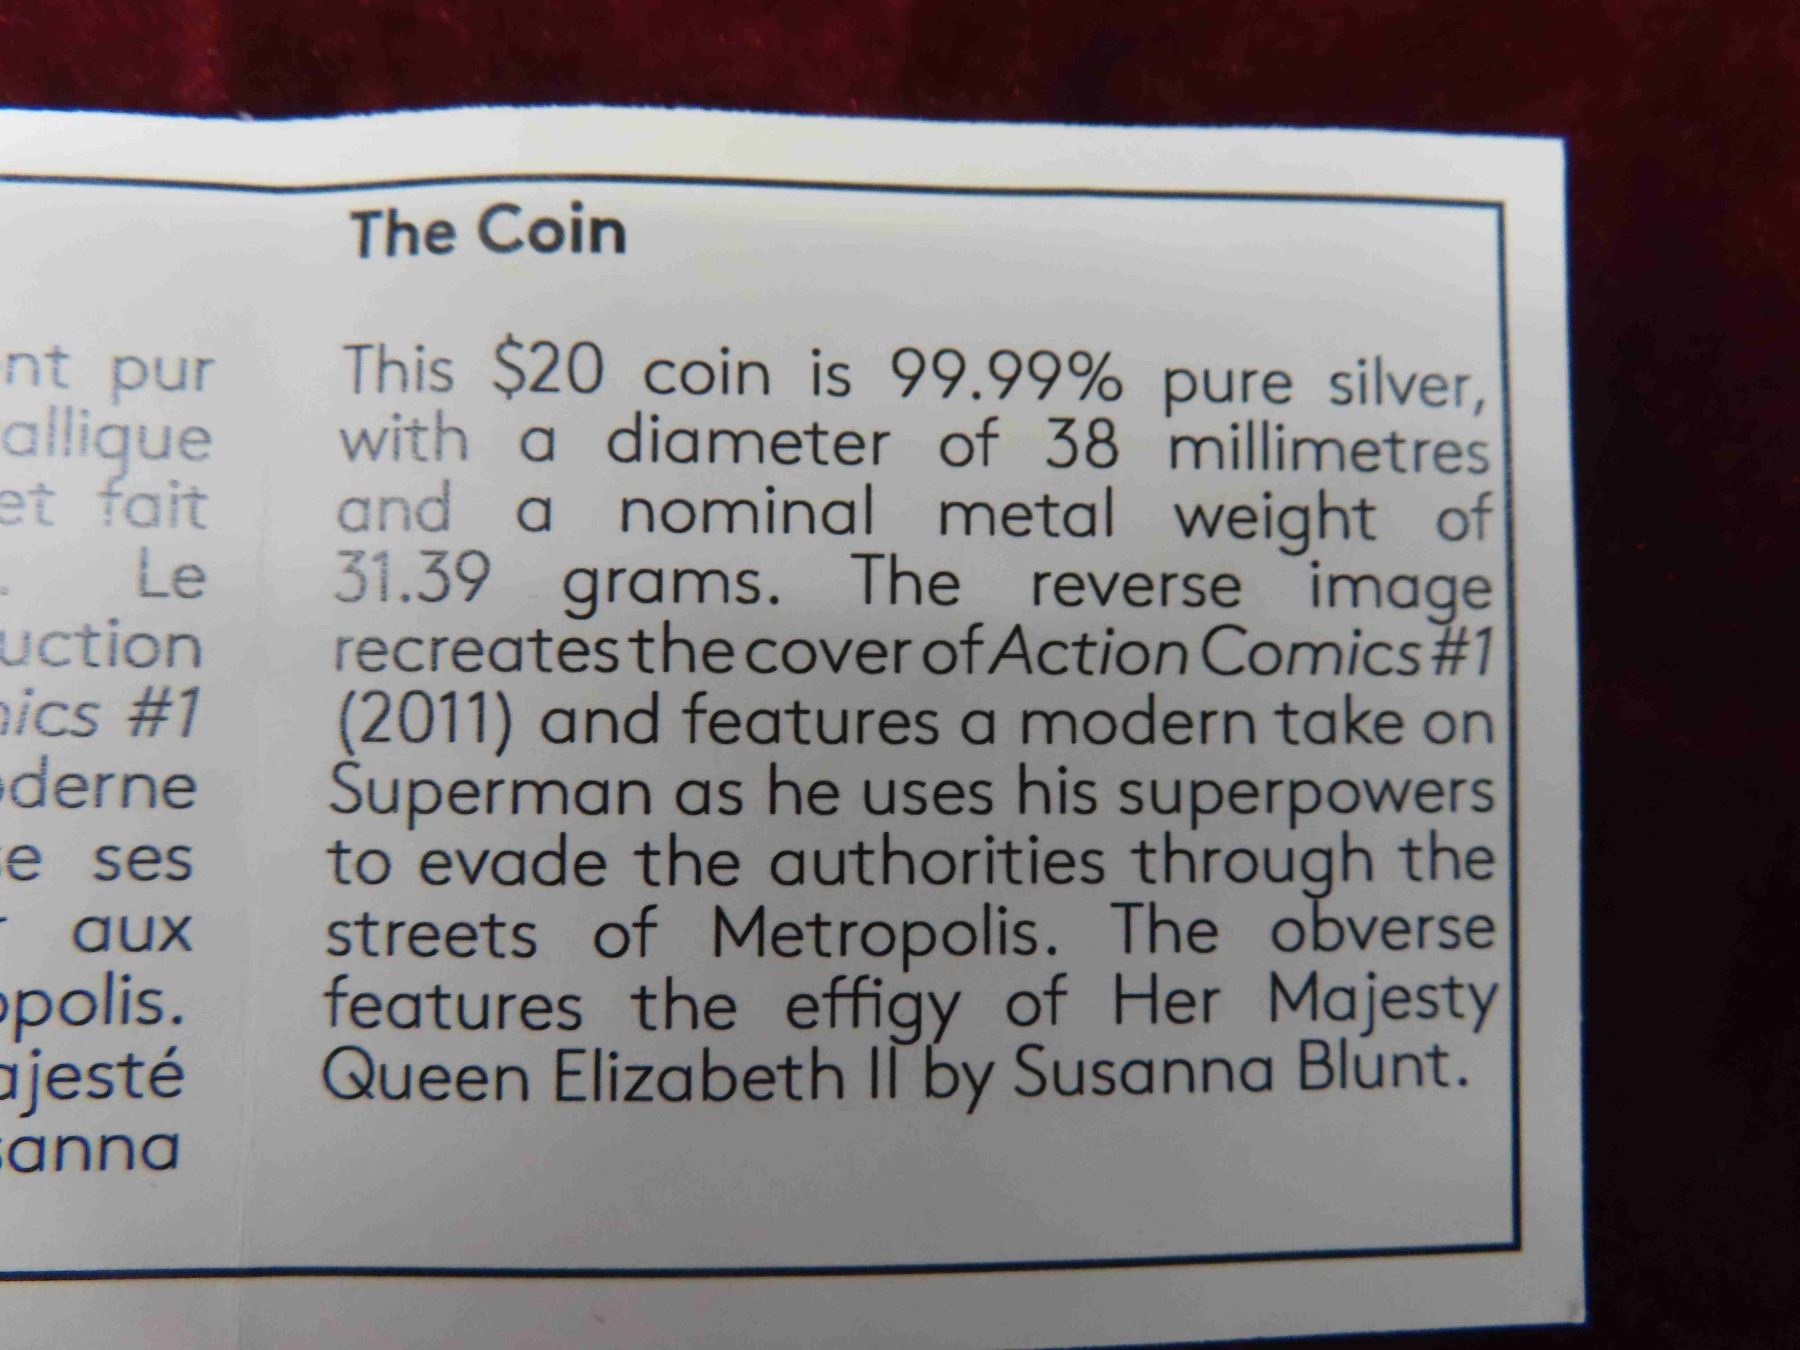 nt pur
allique
et fait
. Le
uction
ics #1
derne
e ses
aux
polis.
ajesté
sanna
The Coin
This $20 coin is 99.99% pure silver,
with a diameter of 38 millimetres
and a nominal metal weight of
31.39 grams. The reverse image
recreates the cover of Action Comics #1
(2011) and features a modern take on
Superman as he uses his superpowers
to evade the authorities through the
streets of Metropolis. The obverse
features the effigy of Her Majesty
Queen Elizabeth II by Susanna Blunt.